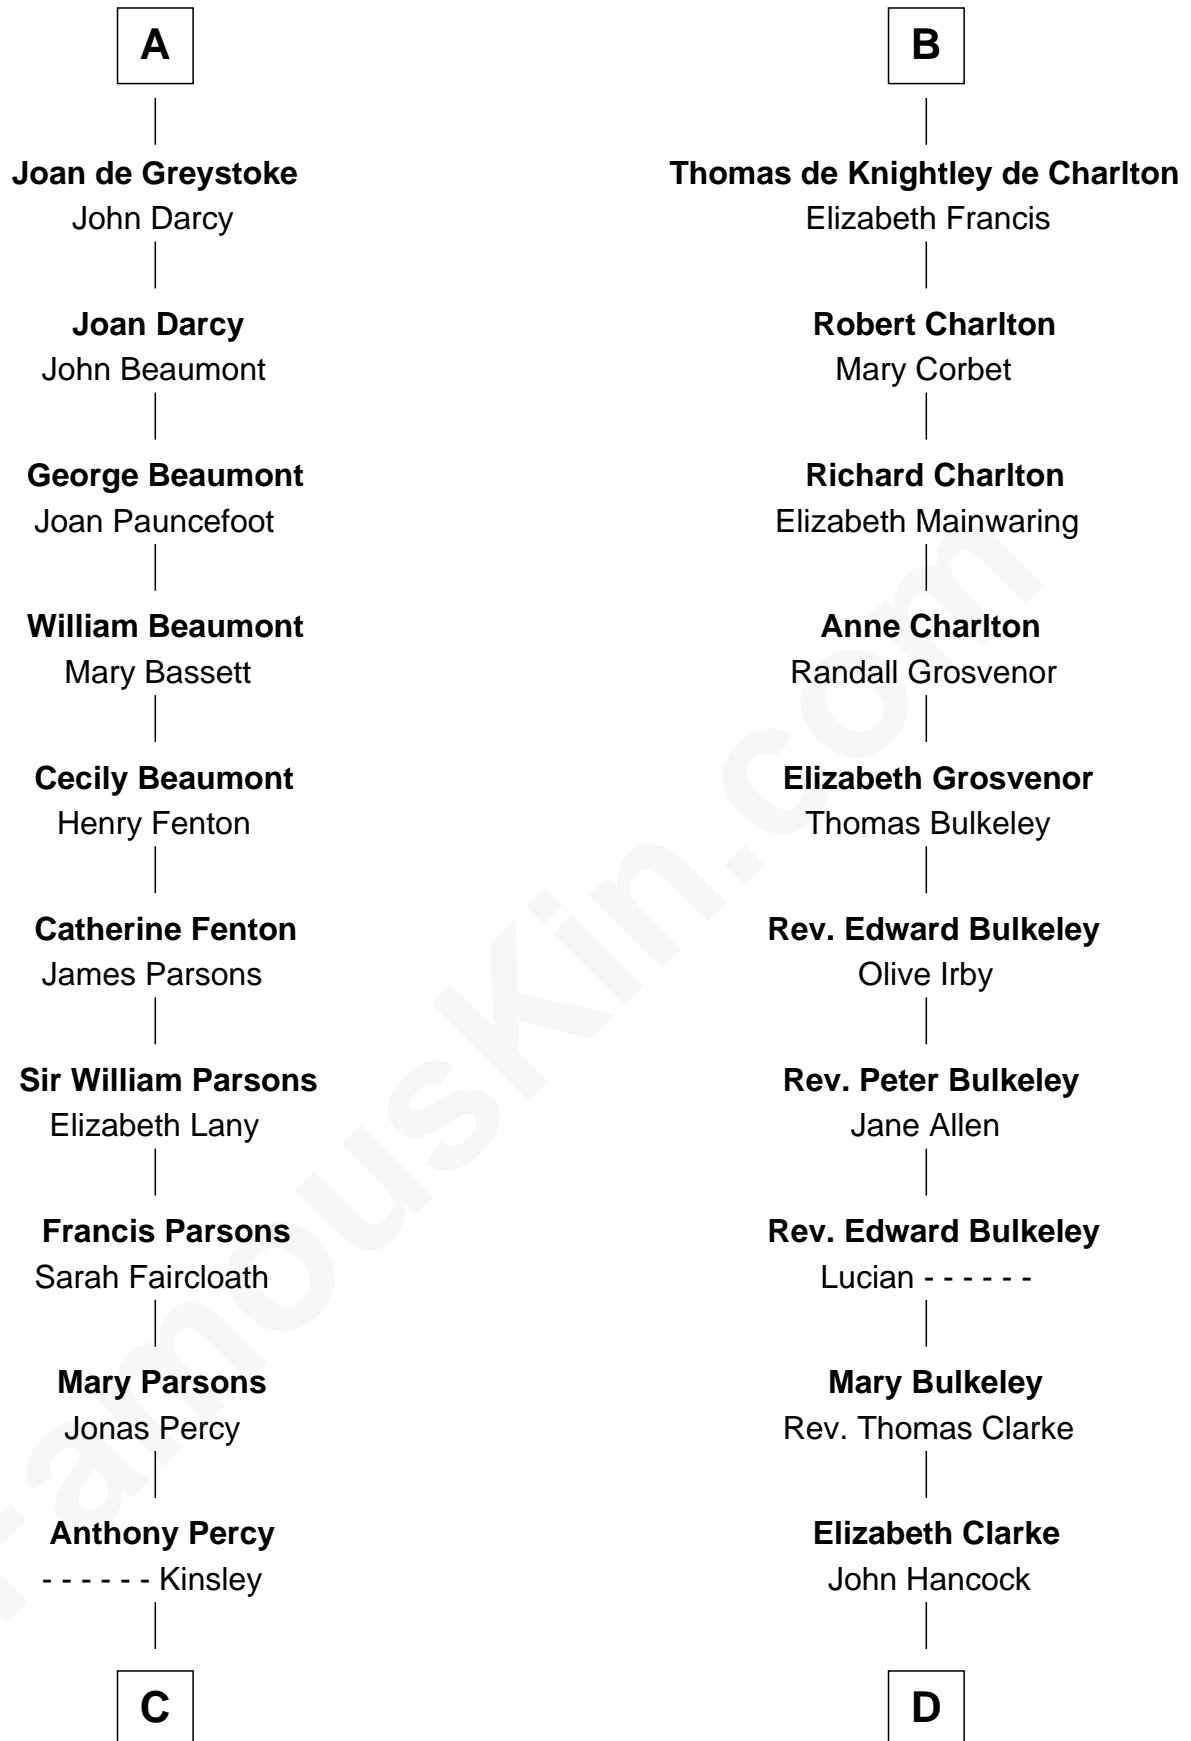 A
Joan de Greystoke
John Darcy
Joan Darcy
John Beaumont
George Beaumont
Joan Pauncefoot
William Beaumont
Mary Bassett
Cecily Beaumont
Henry Fenton
Catherine Fenton
James Parsons
Sir William Parsons
Elizabeth Lany
Francis Parsons
Sarah Faircloath
Mary Parsons
Jonas Percy
Anthony Percy
- - - - - - Kinsley
C
B
Thomas de Knightley de Charlton
Elizabeth Francis
Robert Charlton
Mary Corbet
Richard Charlton
Elizabeth Mainwaring
Anne Charlton
Randall Grosvenor
Elizabeth Grosvenor
Thomas Bulkeley
Rev. Edward Bulkeley
Olive Irby
Rev. Peter Bulkeley
Jane Allen
Rev. Edward Bulkeley
Lucian - - - - - -
Mary Bulkeley
Rev. Thomas Clarke
Elizabeth Clarke
John Hancock
D
FamousKin.com